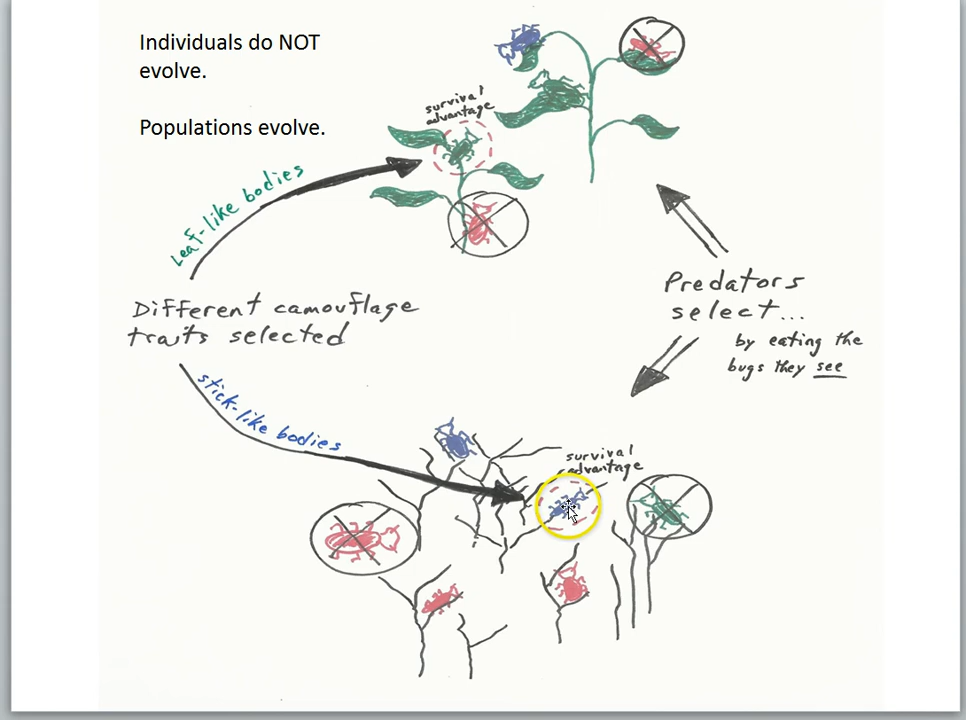 Individuals do NOT
evolve.
Populations evolve.
survival
advantage
Leaf-like bodies
Different camouflage
traits selected
Predators
select...
by eating the
bugs they see
stick-like bodies
survival
advantage